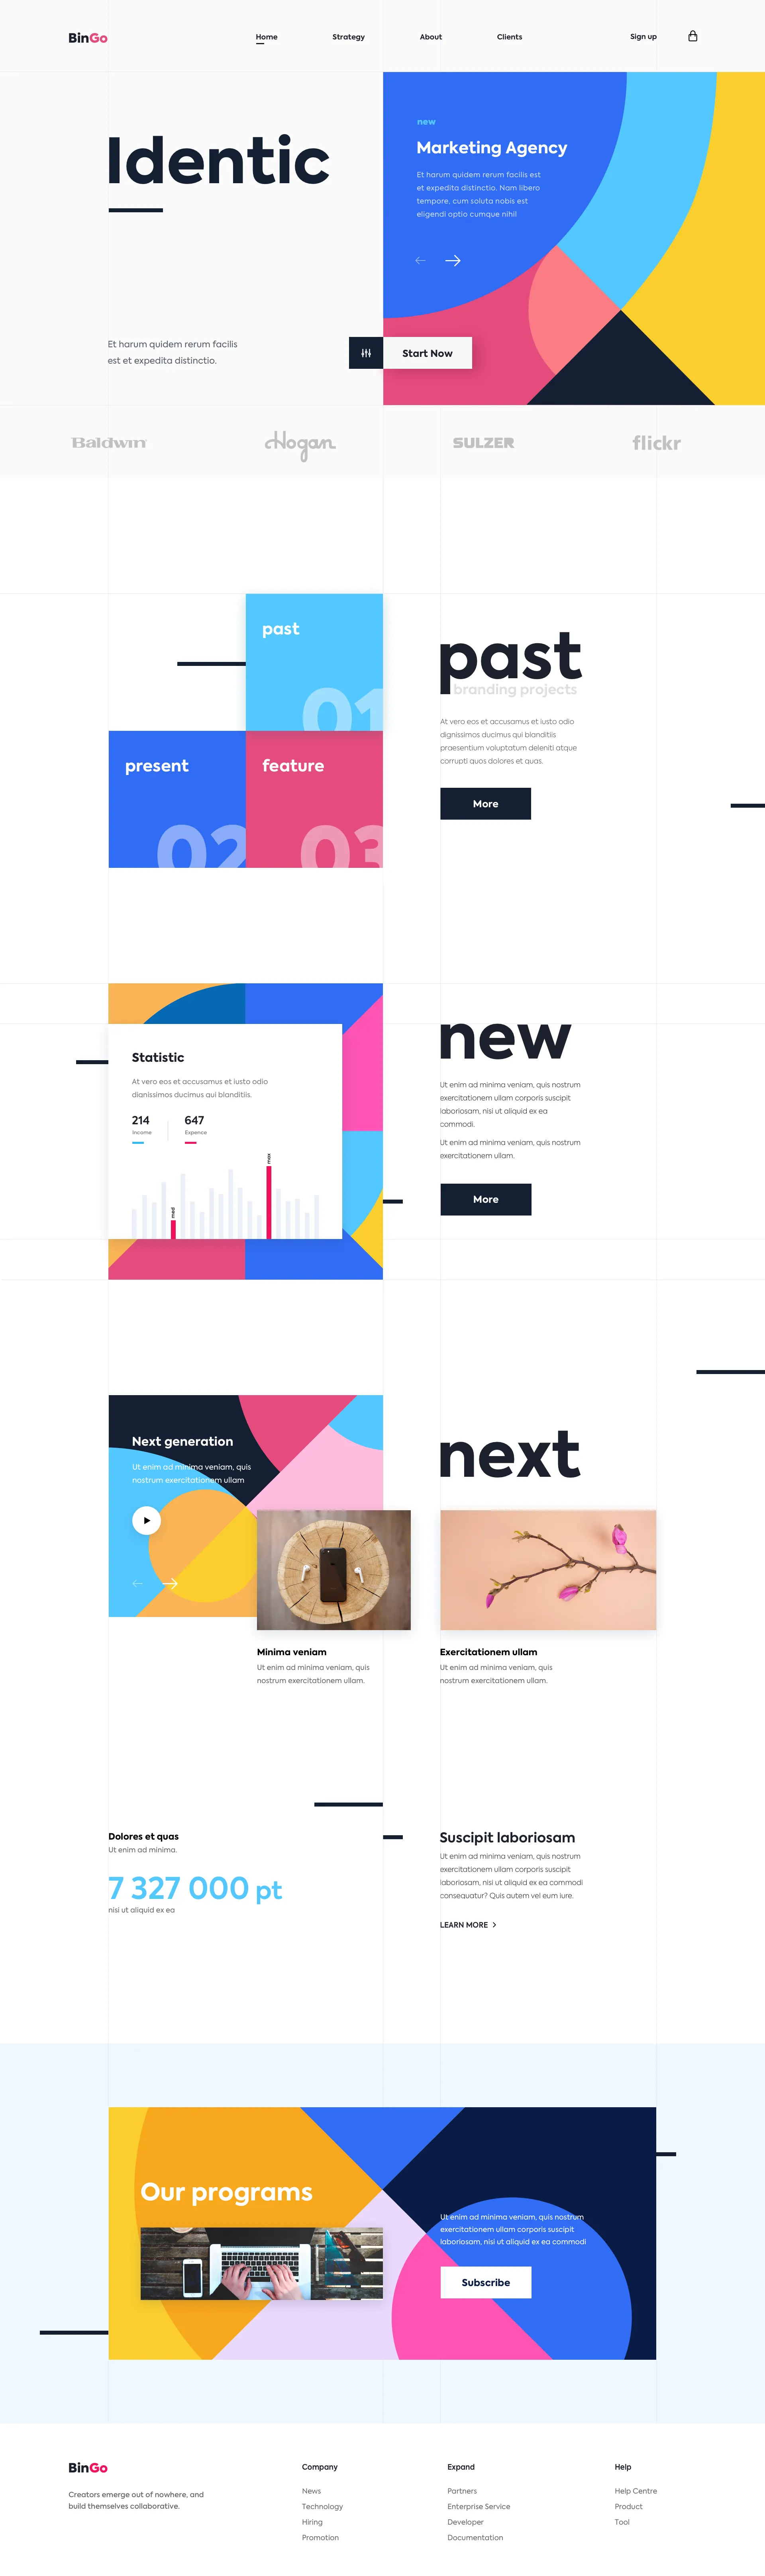 BinGo
Home
Strategy
About
Clients
Sign up
Identic
new
Marketing Agency
Et harum quidem rerum facilis est
et expedita distinctio. Nam libero
tempore, cum soluta nobis est
eligendi optio cumque nihil
Et harum quidem rerum facilis
est et expedita distinctio.
Start Now
Baldwin
Hogan
SULZER
flickr
past
01
present
02
feature
03
past
branding projects
At vero eos et accusamus et iusto odio
dignissimos ducimus qui blanditiis
praesentium voluptatum deleniti atque
corrupti quos dolores et quas.
More
Statistic
At vero eos et accusamus et iusto odio
dianissimos ducimus aui blanditiis.
214
Income
647
Expence
med
max
new
Ut enim ad minima veniam, quis nostrum
exercitationem ullam corporis suscipit
laboriosam, nisi ut aliquid ex ea
commodi.
Ut enim ad minima veniam, quis nostrum
exercitationem ullam.
More
Next generation
Ut enim ad minima veniam, quis
nostrum exercitationem ullam
next
Minima veniam
Ut enim ad minima veniam, quis
nostrum exercitationem ullam.
Exercitationem ullam
Ut enim ad minima veniam, quis
nostrum exercitationem ullam.
Dolores et quas
Ut enim ad minima.
7 327 000 pt
nisi ut aliquid ex ea
Suscipit laboriosam
Ut enim ad minima veniam, quis nostrum
exercitationem ullam corporis suscipit
laboriosam, nisi ut aliquid ex ea commodi
consequatur? Quis autem vel eum iure.
LEARN MORE
Our programs
Ut enim ad minima veniam, quis nostrum
exercitationem ullam corporis suscipit
laboriosam, nisi ut aliquid ex ea commodi
Subscribe
BinGo
Creators emerge out of nowhere, and
build themselves collaborative.
Company
News
Technology
Hiring
Promotion
Expand
Partners
Enterprise Service
Developer
Documentation
Help
Help Centre
Product
Tool